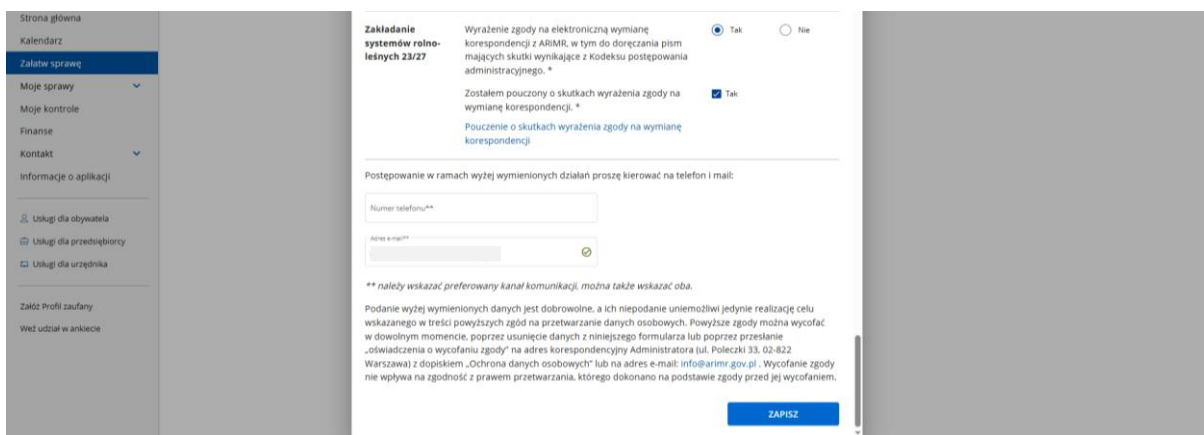 Strona główna
Kalendarz
Załatw sprawę
Moje sprawy
Moje kontrole
Finanse
Kontakt
Informacje o aplikacji
Usługi dla obywatela
Usługi dla przedsiębiorcy
Usługi dla urzędnika
Załóż Profil zaufany
Weź udział w ankiecie
Zakładanie
systemów rolno-
leśnych 23/27
Wyrażenie zgody na elektroniczną wymianę
korespondencji z ARiMR, w tym do doręczania pism
mających skutki wynikające z Kodeksu postępowania
administracyjnego. *
Tak
Nie
Zostałem pouczony o skutkach wyrażenia zgody na
wymianę korespondencji. *
Tak
Pouczenie o skutkach wyrażenia zgody na wymianę
korespondencji
Postępowanie w ramach wyżej wymienionych działań proszę kierować na telefon i mail:
Numer telefonu**
Adres e-mail**
** należy wskazać preferowany kanał komunikacji, można także wskazać oba.
Podanie wyżej wymienionych danych jest dobrowolne, a ich niepodanie uniemożliwi jedynie realizację celu
wskazanego w treści powyższych zgód na przetwarzanie danych osobowych. Powyższe zgody można wycofać
w dowolnym momencie, poprzez usunięcie danych z niniejszego formularza lub poprzez przesłanie
„oświadczenia o wycofaniu zgody" na adres korespondencyjny Administratora (ul. Poleczki 33, 02-822
Warszawa) z dopiskiem „Ochrona danych osobowych" lub na adres e-mail: info@arimr.gov.pl . Wycofanie zgody
nie wpływa na zgodność z prawem przetwarzania, którego dokonano na podstawie zgody przed jej wycofaniem.
ZAPISZ